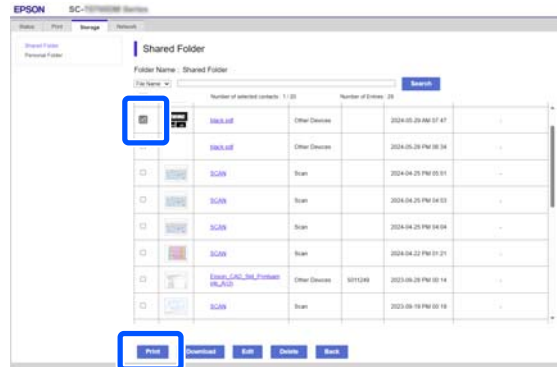 EPSON SC-
Status Print Storage Network
Shared Folder
Personal Folder
Shared Folder
Folder Name : Shared Folder
File Name Search
Number of selected contacts : 1 / 20 Number of Entries : 28
black.pdf Other Devices 2024-05-29 AM 07:47 -
black.pdf Other Devices 2024-05-28 PM 06:34 -
SCAN Scan 2024-04-25 PM 05:01 -
SCAN Scan 2024-04-25 PM 04:03 -
SCAN Scan 2024-04-25 PM 04:04 -
SCAN Scan 2024-04-22 PM 01:21 -
Other Devices S011249 2023-09-28 PM 00:14 -
SCAN Scan 2023-09-19 PM 00:18 -
Print Download Edit Delete Back